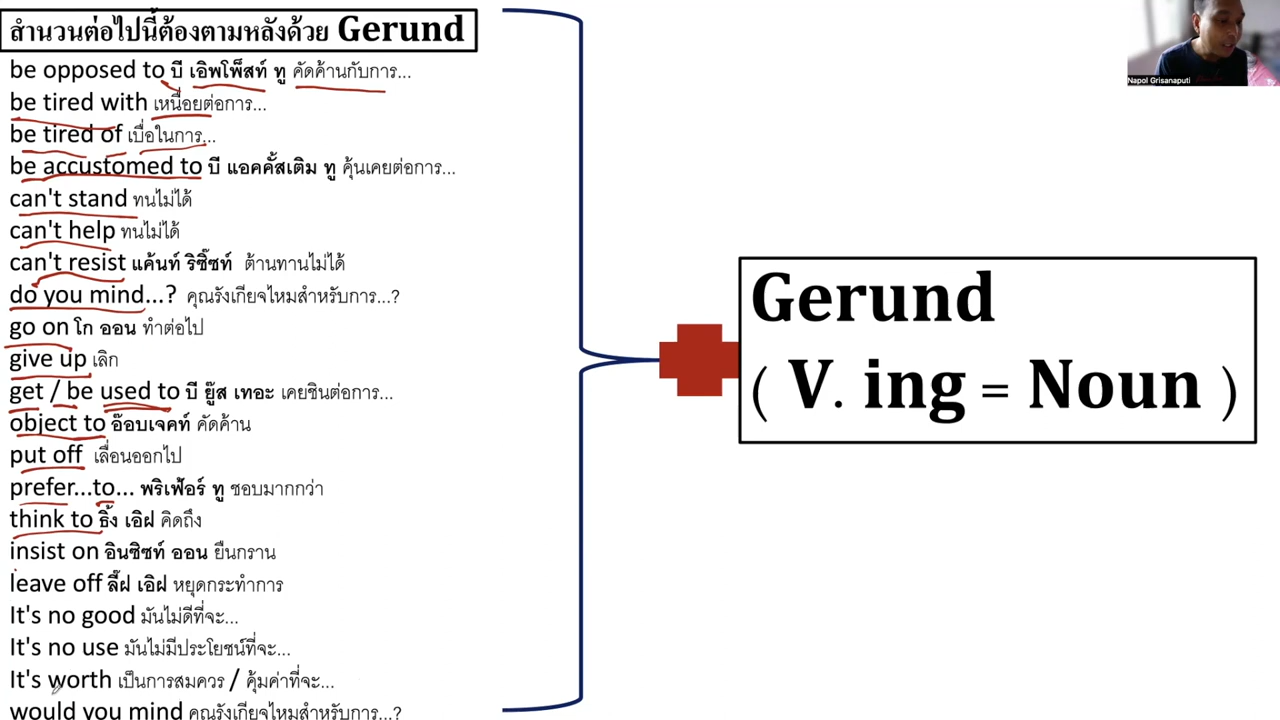 สำนวนต่อไปนี้ต้องตามหลังด้วย Gerund
be opposed to บี เอิพโพ็สท์ ทู คัดค้านกับการ...
be tired with เหนื่อยต่อการ...
be tired of เบื่อในการ...
be accustomed to บี แอคคั้สเติม ทู คุ้นเคยต่อการ...
can't stand ทนไม่ได้
can't help ทนไม่ได้
can't resist แค้นท์ ริซิ๊ซท์ ต้านทานไม่ได้
do you mind...? คุณรังเกียจไหมสำหรับการ...?
go on โก ออน ทำต่อไป
give up เลิก
get / be used to บี ยู๊ส เทอะ เคยชินต่อการ...
object to อ๊อบเจคท์ คัดค้าน
put off เลื่อนออกไป
prefer...to... พริเฟ้อร์ ทู ชอบมากกว่า
think to ธิ้ง เอิฝ คิดถึง
insist on อินซิซท์ ออน ยืนกราน
leave off ลี๊ฝ เอิฝ หยุดกระทำการ
It's no good มันไม่ดีที่จะ...
It's no use มันไม่มีประโยชน์ที่จะ...
It's worth เป็นการสมควร / คุ้มค่าที่จะ...
would you mind คุณรังเกียจไหมสำหรับการ...?
Gerund
( V. ing = Noun )
Napol Grisanaputi